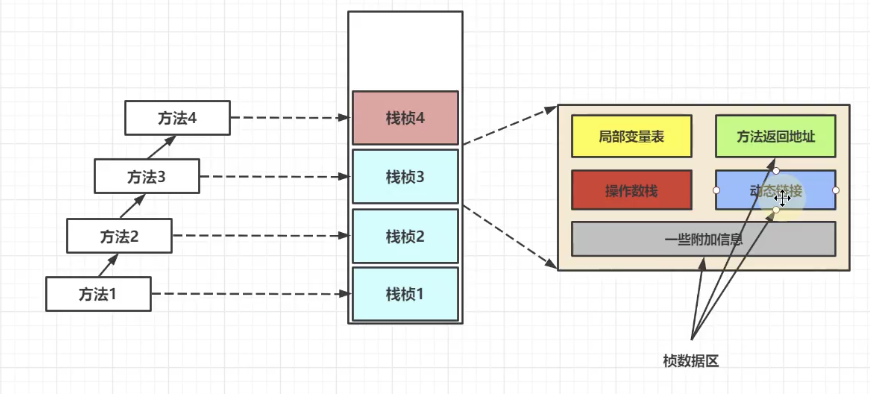 方法4
方法3
方法2
方法1
栈桢4
栈桢3
栈桢2
栈桢1
局部变量表
方法返回地址
操作数栈
动态链接
一些附加信息
桢数据区